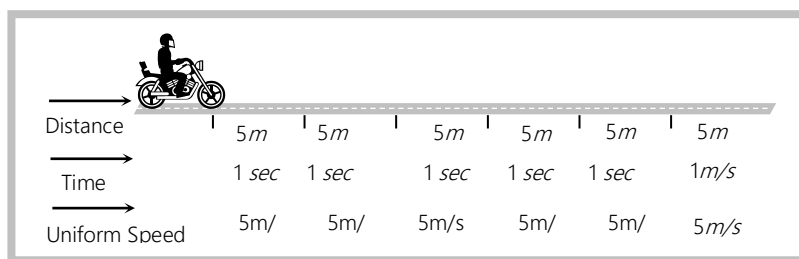 Distance
5m 5m 5m 5m 5m 5m
Time
1 sec 1 sec 1 sec 1 sec 1 sec 1m/s
Uniform Speed
5m/ 5m/ 5m/s 5m/ 5m/ 5m/s